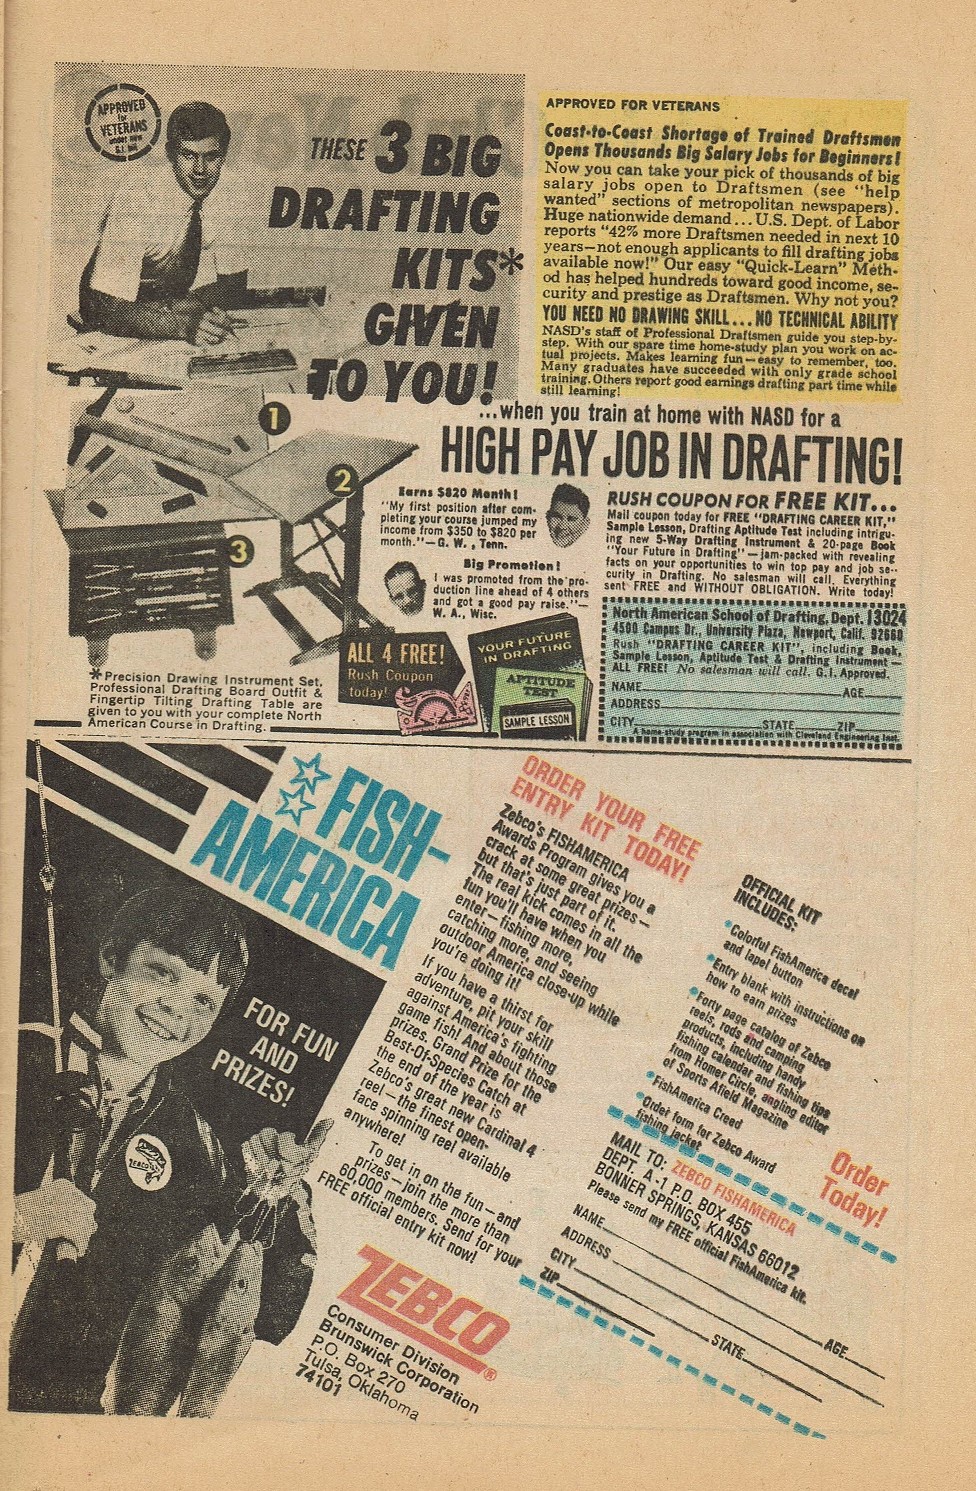 APPROVED
for
VETERANS
under new
G.I. bill
THESE 3 BIG
DRAFTING
KITS*
GIVEN
TO YOU!
APPROVED FOR VETERANS
Coast-to-Coast Shortage of Trained Draftsmen
Opens Thousands Big Salary Jobs for Beginners!
Now you can take your pick of thousands of big
salary jobs open to Draftsmen (see "help
wanted" sections of metropolitan newspapers).
Huge nationwide demand... U.S. Dept. of Labor
reports "42% more Draftsmen needed in next 10
years—not enough applicants to fill drafting jobs
available now!" Our easy "Quick-Learn" Meth-
od has helped hundreds toward good income, se-
curity and prestige as Draftsmen. Why not you?
YOU NEED NO DRAWING SKILL...NO TECHNICAL ABILITY
NASD's staff of Professional Draftsmen guide you step-by-
step. With our spare time home-study plan you work on ac-
tual projects. Makes learning fun—easy to remember, too.
Many graduates have succeeded with only grade school
training. Others report good earnings drafting part time while
still learning!
...when you train at home with NASD for a
HIGH PAY JOB IN DRAFTING!
1
2
3
Earns $820 Month!
"My first position after com-
pleting your course jumped my
income from $350 to $820 per
month."—G. W., Tenn.
Big Promotion!
I was promoted from the pro-
duction line ahead of 4 others
and got a good pay raise."—
W. A., Wisc.
RUSH COUPON FOR FREE KIT...
Mail coupon today for FREE "DRAFTING CAREER KIT,"
Sample Lesson, Drafting Aptitude Test including intrigu-
ing new 5-Way Drafting Instrument & 20-page Book
"Your Future in Drafting"—jam-packed with revealing
facts on your opportunities to win top pay and job se-
curity in Drafting. No salesman will call. Everything
sent FREE and WITHOUT OBLIGATION. Write today!
*Precision Drawing Instrument Set,
Professional Drafting Board Outfit &
Fingertip Tilting Drafting Table are
given to you with your complete North
American Course in Drafting.
ALL 4 FREE!
Rush Coupon
today!
YOUR FUTURE
IN DRAFTING
APTITUDE
TEST
SAMPLE LESSON
North American School of Drafting, Dept. 13024
4500 Campus Dr., University Plaza, Newport, Calif. 92660
Rush "DRAFTING CAREER KIT", including Book,
Sample Lesson, Aptitude Test & Drafting Instrument—
ALL FREE! No salesman will call. G.I. Approved.
NAME AGE
ADDRESS
CITY STATE ZIP
A home-study program in association with Cleveland Engineering Inst.
FISH-
AMERICA
FOR FUN
AND
PRIZES!
ZEBCO
ORDER YOUR FREE
ENTRY KIT TODAY!
Zebco's FISHAMERICA
Awards Program gives you a
crack at some great prizes—
but that's just part of it.
The real kick comes in all the
fun you'll have when you
enter—fishing more,
catching more, and seeing
outdoor America close-up while
you're doing it!
If you have a thirst for
adventure, pit your skill
against America's fighting
game fish! And about those
prizes. Grand Prize for the
Best-Of-Species Catch at
the end of the year is
Zebco's great new Cardinal 4
reel—the finest open-
face spinning reel available
anywhere!
To get in on the fun—and
prizes—join the more than
60,000 members. Send for your
FREE official entry kit now!
ZEBCO®
Consumer Division
Brunswick Corporation
P.O. Box 270
Tulsa, Oklahoma
74101
OFFICIAL KIT
INCLUDES:
•Colorful FishAmerica decal
and lapel button
•Entry blank with instructions on
how to earn prizes
•Forty page catalog of Zebco
reels, rods and camping
products, including handy
fishing calendar and fishing tips
from Homer Circle, angling editor
of Sports Afield Magazine
•FishAmerica Creed
•Order form for Zebco Award
fishing jacket
Order
Today!
MAIL TO: ZEBCO FISHAMERICA
DEPT. A-1 P.O. BOX 455
BONNER SPRINGS, KANSAS 66012
Please send my FREE official FishAmerica kit.
NAME AGE
ADDRESS
CITY STATE
ZIP